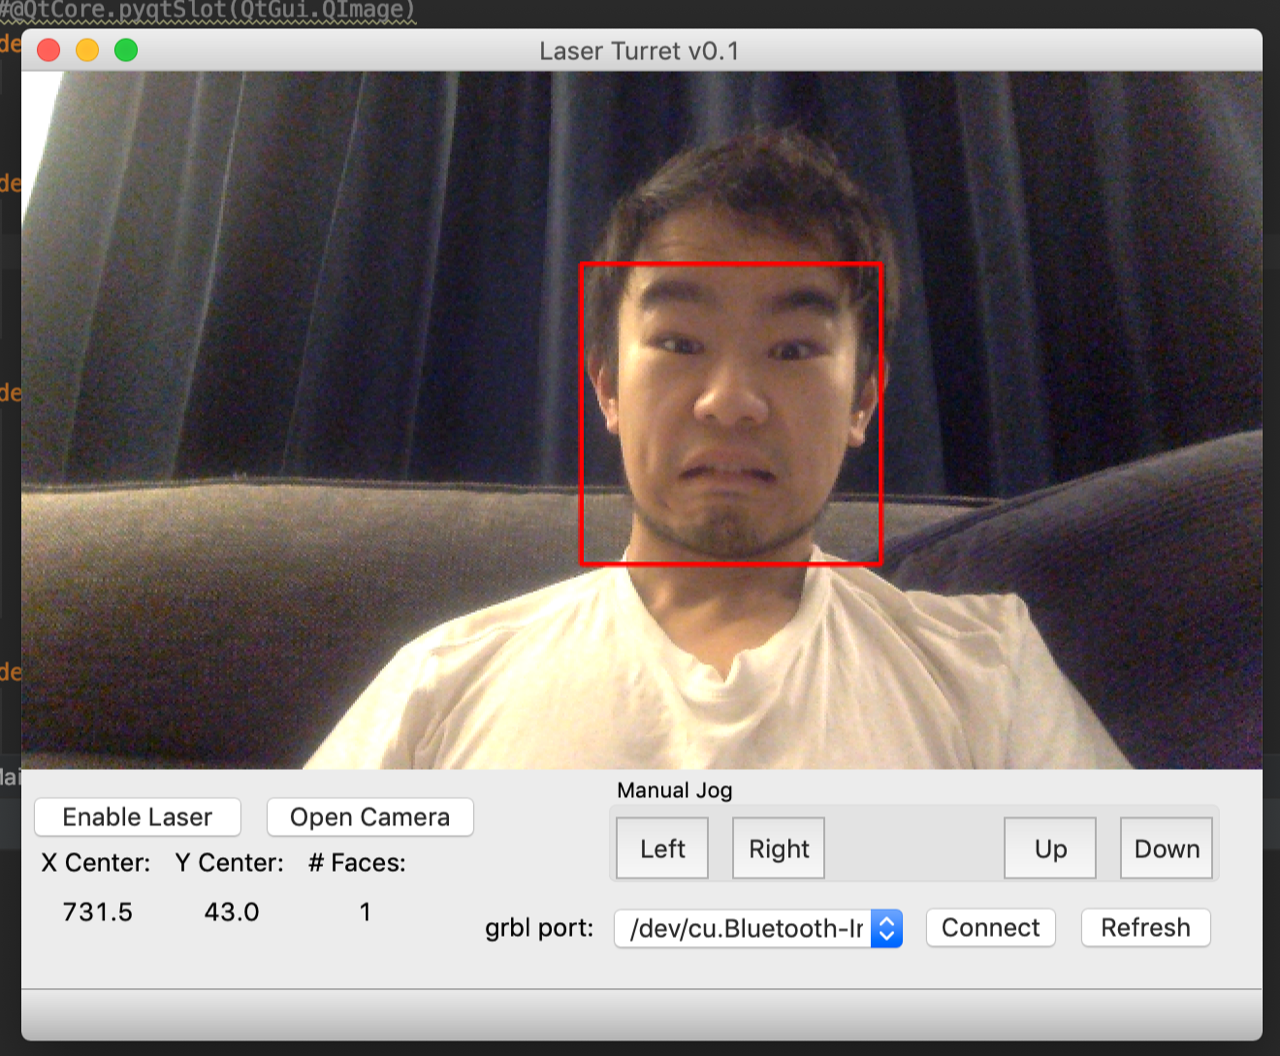 #@QtCore.pyqtSlot(QtGui.QImage)
de
Laser Turret v0.1
de
de
de
Mai
Manual Jog
Enable Laser Open Camera
Left Right Up Down
X Center: Y Center: # Faces:
731.5 43.0 1
grbl port: /dev/cu.Bluetooth-Ir Connect Refresh